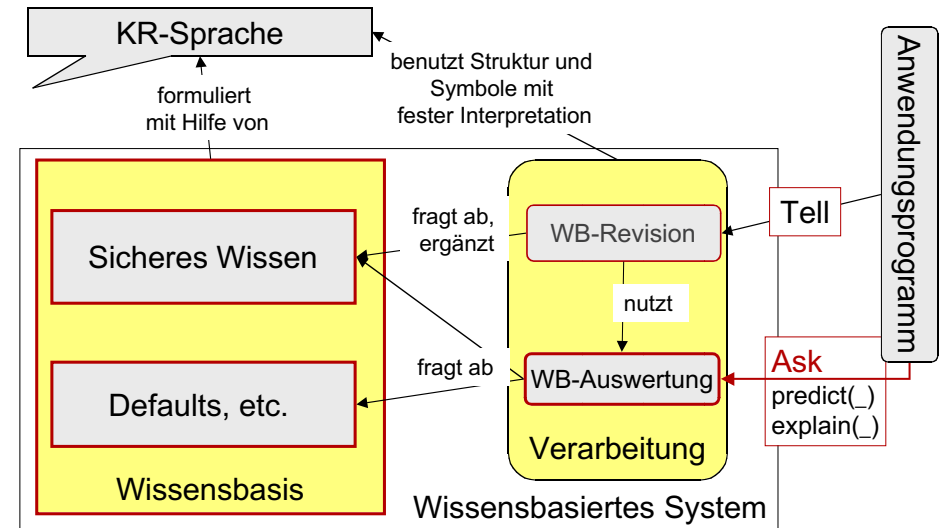 KR-Sprache
formuliert
mit Hilfe von
benutzt Struktur und
Symbole mit
fester Interpretation
Anwendungsprogramm
Sicheres Wissen
fragt ab,
ergänzt
WB-Revision
Tell
nutzt
Defaults, etc.
fragt ab
WB-Auswertung
Ask
predict(_)
explain(_)
Verarbeitung
Wissensbasis
Wissensbasiertes System